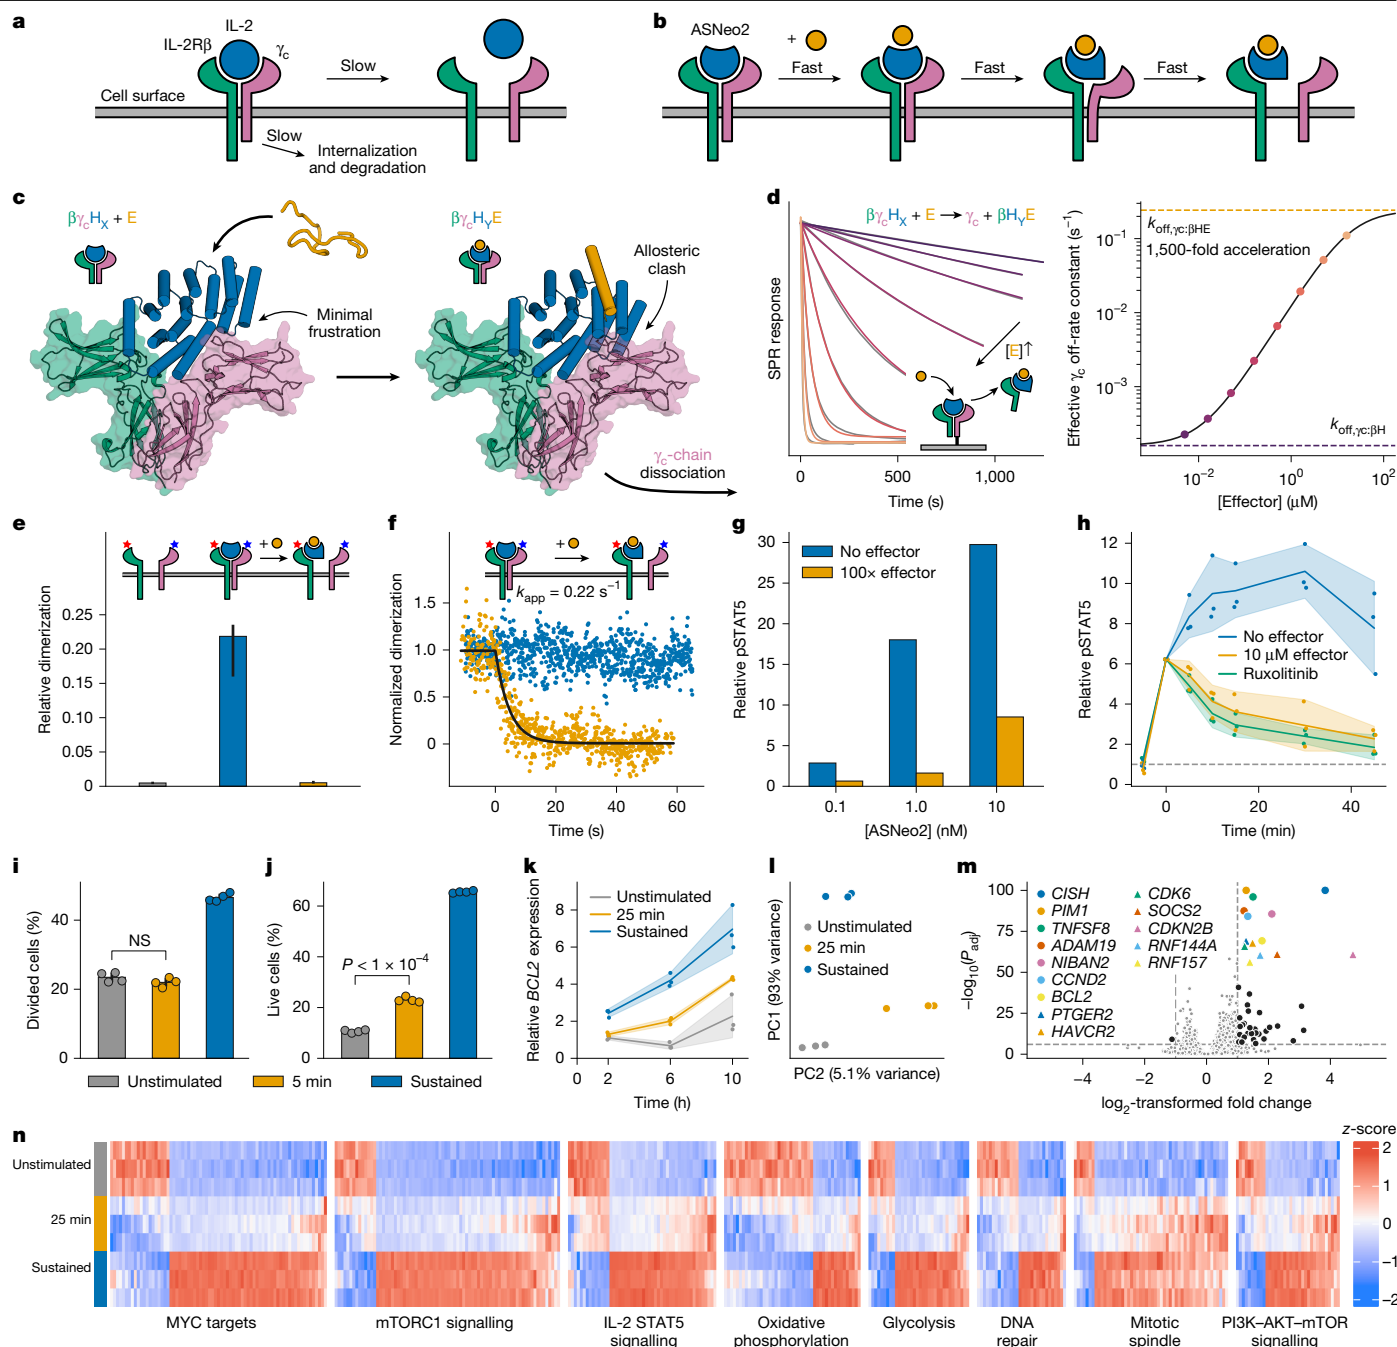 a
IL-2
IL-2Rβ
γc
Slow
Cell surface
Slow
Internalization
and degradation
b
ASNeo2
+
Fast
Fast
Fast
c
βγcHX + E
βγcHYE
Minimal
frustration
Allosteric
clash
γc-chain
dissociation
d
βγcHX + E → γc + βHYE
SPR response
[E]↑
0
500
1,000
Time (s)
Effective γc off-rate constant (s−1)
koff,γc:βHE
1,500-fold acceleration
koff,γc:βH
10−1
10−2
10−3
10−2
100
102
[Effector] (μM)
e
+
Relative dimerization
0.25
0.20
0.15
0.10
0.05
0
f
+
kapp = 0.22 s−1
Normalized dimerization
1.5
1.0
0.5
0
0
20
40
60
Time (s)
g
No effector
100× effector
Relative pSTAT5
30
25
20
15
10
5
0
0.1
1.0
10
[ASNeo2] (nM)
h
Relative pSTAT5
12
10
8
6
4
2
0
No effector
10 μM effector
Ruxolitinib
0
20
40
Time (min)
i
Divided cells (%)
40
20
0
NS
j
Live cells (%)
60
40
20
0
P < 1 × 10−4
Unstimulated
5 min
Sustained
k
Relative BCL2 expression
8
6
4
2
0
Unstimulated
25 min
Sustained
2
6
10
Time (h)
l
PC1 (93% variance)
Unstimulated
25 min
Sustained
PC2 (5.1% variance)
m
−log10(Padj)
100
75
50
25
0
CISH
PIM1
TNFSF8
ADAM19
NIBAN2
CCND2
BCL2
PTGER2
HAVCR2
CDK6
SOCS2
CDKN2B
RNF144A
RNF157
−4
−2
0
2
4
log2-transformed fold change
n
Unstimulated
25 min
Sustained
MYC targets
mTORC1 signalling
IL-2 STAT5
signalling
Oxidative
phosphorylation
Glycolysis
DNA
repair
Mitotic
spindle
PI3K–AKT–mTOR
signalling
z-score
2
1
0
−1
−2